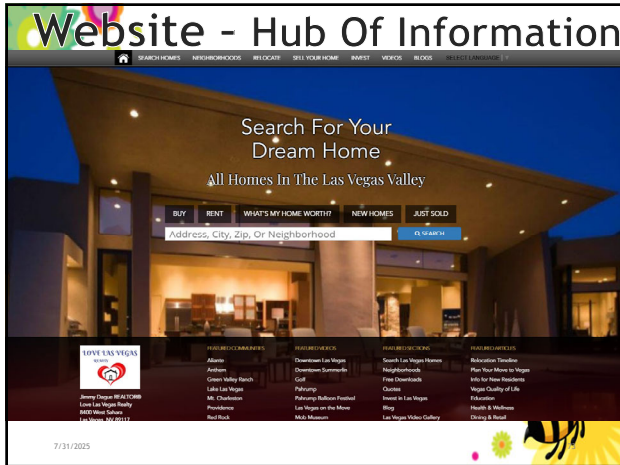 Website - Hub Of Information
SEARCH HOMES NEIGHBORHOODS RELOCATE SELL YOUR HOME INVEST VIDEOS BLOGS SELECT LANGUAGE
Search For Your
Dream Home
All Homes In The Las Vegas Valley
BUY RENT WHAT'S MY HOME WORTH? NEW HOMES JUST SOLD
Address, City, Zip, Or Neighborhood SEARCH
LOVE LAS VEGAS
REALTY
Jimmy Dague REALTOR®
Love Las Vegas Realty
8400 West Sahara
Las Vegas, NV 89117
FEATURED COMMUNITIES
Aliante
Anthem
Green Valley Ranch
Lake Las Vegas
Mt. Charleston
Providence
Red Rock
FEATURED VIDEOS
Downtown Las Vegas
Downtown Summerlin
Golf
Pahrump
Pahrump Balloon Festival
Las Vegas on the Move
Mob Museum
FEATURED SECTIONS
Search Las Vegas Homes
Neighborhoods
Free Downloads
Quotes
Invest in Las Vegas
Blog
Las Vegas Video Gallery
FEATURED ARTICLES
Relocation Timeline
Plan Your Move to Vegas
Info for New Residents
Vegas Quality of Life
Education
Health & Wellness
Dining & Retail
7/31/2025